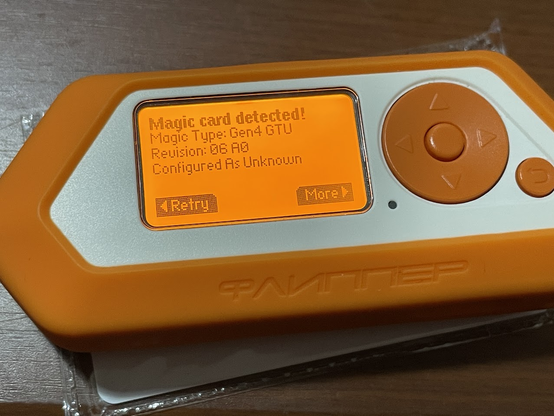 Magic card detected!
Magic Type: Gen4 GTU
Revision: 06 A0
Configured As Unknown
Retry
More
ФЛИППЕР